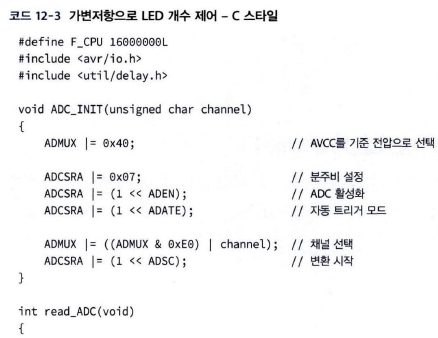 코드 12-3 가변저항으로 LED 개수 제어 – C 스타일
#define F_CPU 16000000L
#include <avr/io.h>
#include <util/delay.h>
void ADC_INIT(unsigned char channel)
{
ADMUX |= 0x40; // AVCC를 기준 전압으로 선택
ADCSRA |= 0x07; // 분주비 설정
ADCSRA |= (1 << ADEN); // ADC 활성화
ADCSRA |= (1 << ADATE); // 자동 트리거 모드
ADMUX |= ((ADMUX & 0xE0) | channel); // 채널 선택
ADCSRA |= (1 << ADSC); // 변환 시작
}
int read_ADC(void)
{